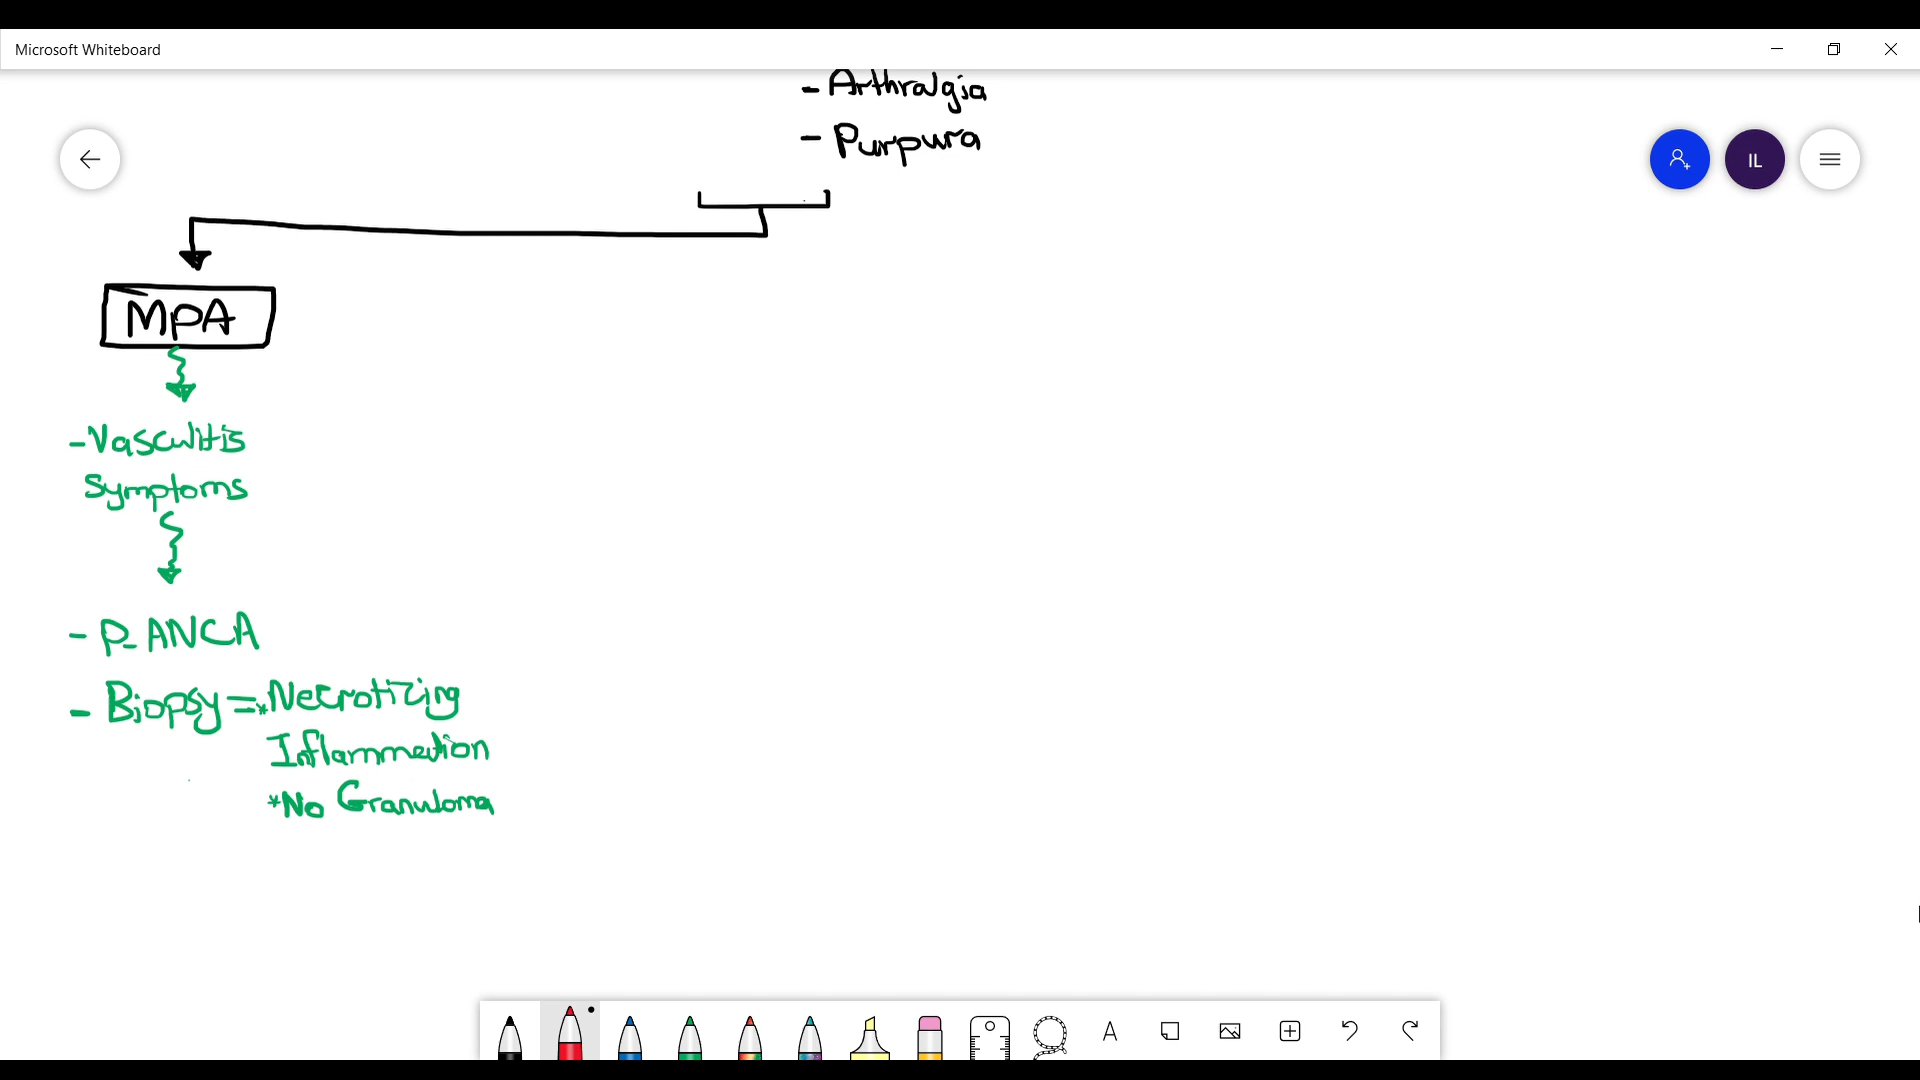 Microsoft Whiteboard
- Arthralgia
- Purpura
IL
MPA
- Vasculitis
Symptoms
- P-ANCA
- Biopsy = * Necrotizing
Inflammation
* No Granuloma
A